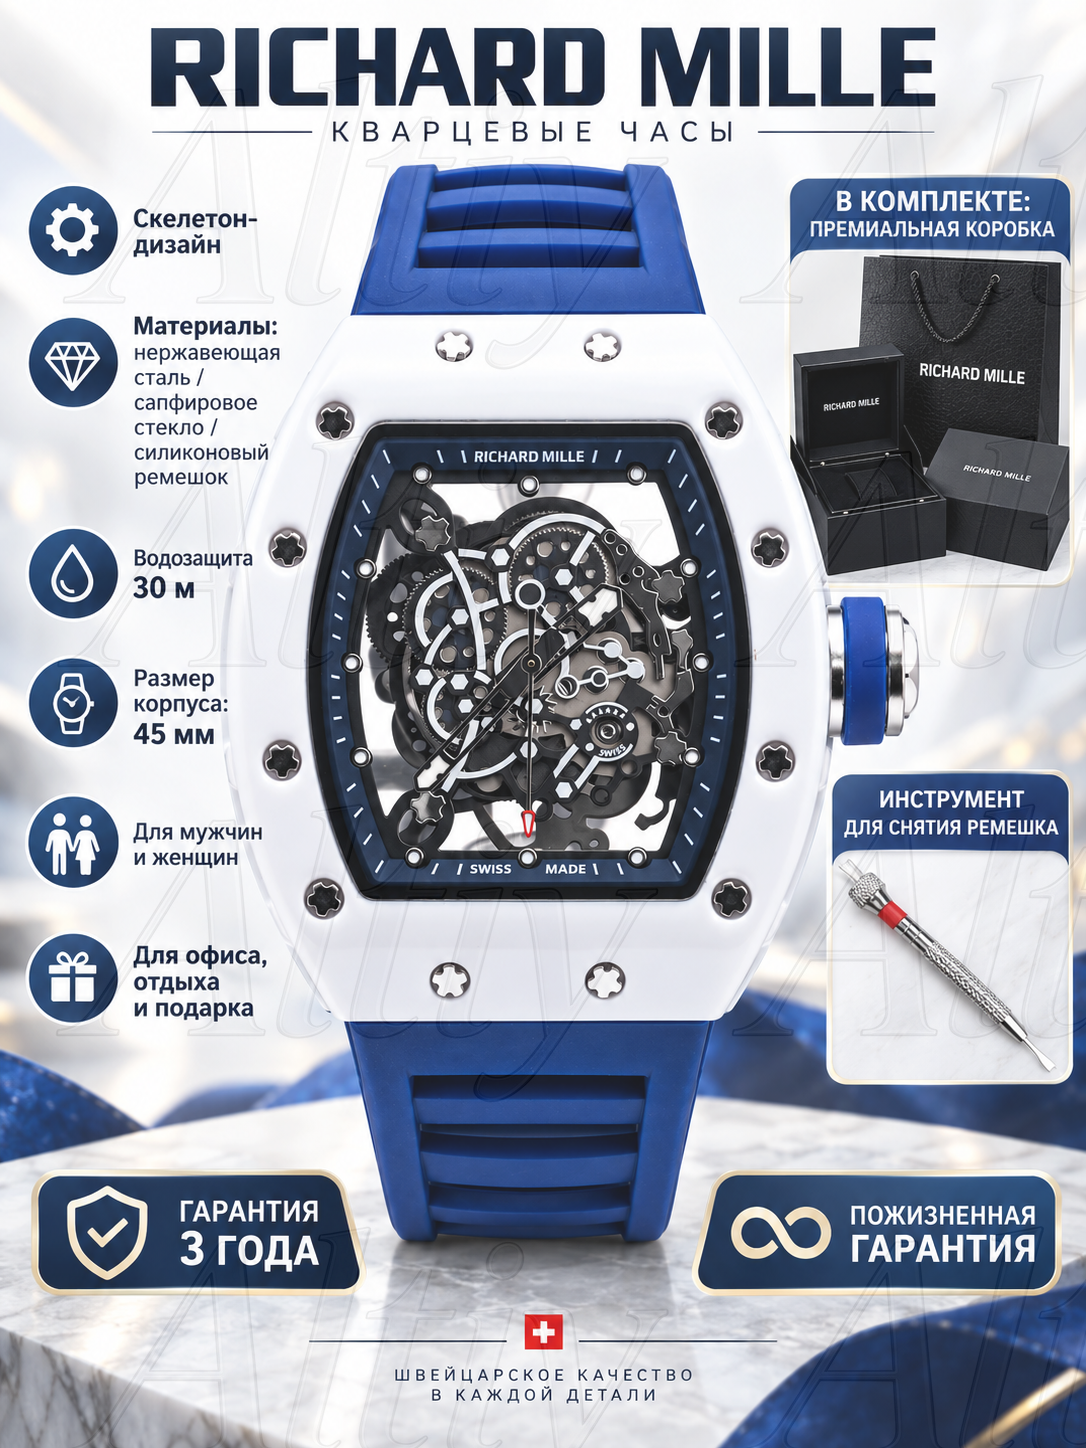 RICHARD MILLE
КВАРЦЕВЫЕ ЧАСЫ
Скелетон-
дизайн
Материалы:
нержавеющая
сталь /
сапфировое
стекло /
силиконовый
ремешок
Водозащита
30 м
Размер
корпуса:
45 мм
Для мужчин
и женщин
Для офиса,
отдыха
и подарка
RICHARD MILLE
SWISS
SWISS MADE
В КОМПЛЕКТЕ:
ПРЕМИАЛЬНАЯ КОРОБКА
RICHARD MILLE
RICHARD MILLE
RICHARD MILLE
ИНСТРУМЕНТ
ДЛЯ СНЯТИЯ РЕМЕШКА
ГАРАНТИЯ
3 ГОДА
ПОЖИЗНЕННАЯ
ГАРАНТИЯ
ШВЕЙЦАРСКОЕ КАЧЕСТВО
В КАЖДОЙ ДЕТАЛИ